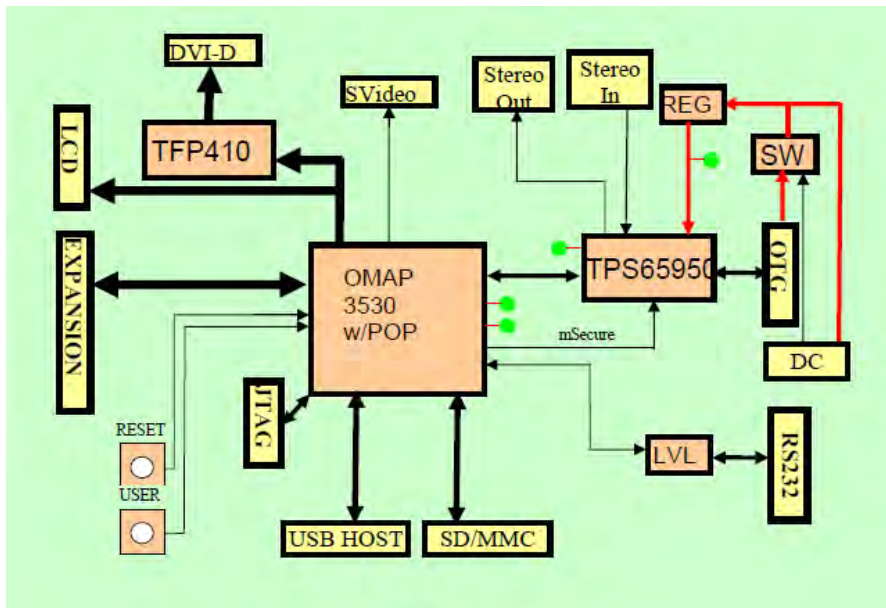 DVI-D
SVideo
Stereo
Out
Stereo
In
REG
LCD
TFP410
SW
EXPANSION
OMAP
3530
w/POP
TPS65950
OTG
mSecure
DC
JTAG
RESET
USER
LVL
RS232
USB HOST
SD/MMC